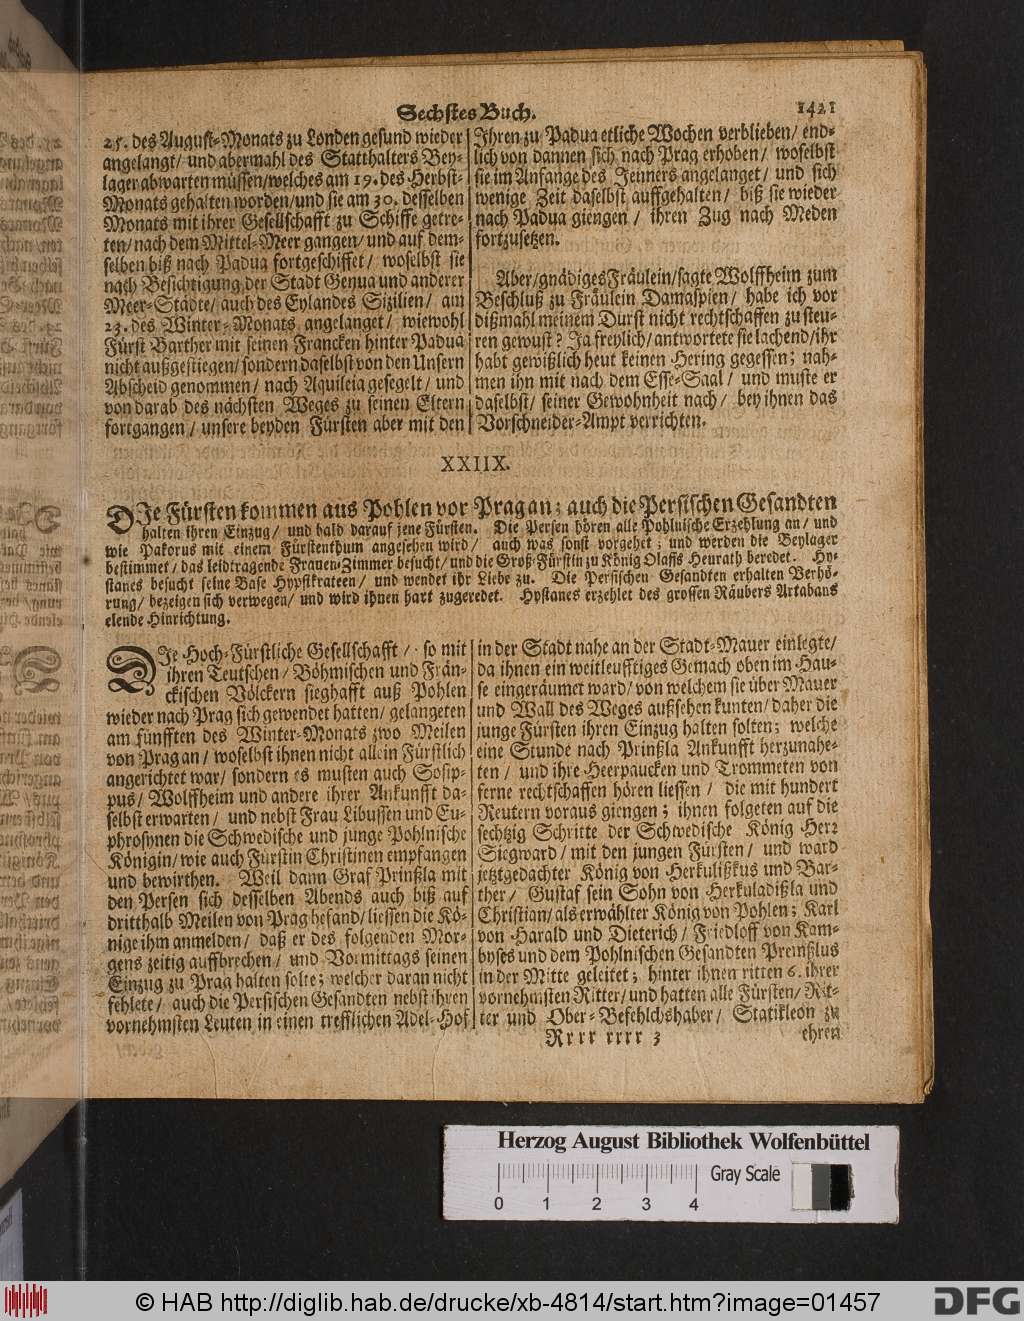 Sechstes Buch. 1421
25. des August-Monats zu Londen gesund wieder
angelangt/ und abermahl des Statthalters Bey-
lager abwarten müssen/welches am 19. des Herbst-
Monats gehalten worden/und sie am 30. desselben
Monats mit ihrer Gesellschafft zu Schiffe getre-
ten/ nach dem Mittel-Meer gangen/ und auf dem-
selben biß nach Padua fortgeschiffet/ woselbst sie
nach Besichtigung der Stadt Genua und anderer
Meer-Städte/ auch des Eylandes Sizilien/ am
23. des Winter-Monats angelanget/ wiewohl
Fürst Barther mit seinen Francken hinter Padua
nicht außgestiegen/ sondern daselbst von den Unsern
Abscheid genommen/ nach Aquileia gesegelt/ und
von darab des nächsten Weges zu seinen Eltern
fortgangen/ unsere beyden Fürsten aber mit den
Ihren zu Padua etliche Wochen verblieben/ end-
lich von dannen sich nach Prag erhoben/ woselbst
sie im Anfange des Jenners angelanget/ und sich
wenige Zeit daselbst auffgehalten/ biß sie wieder
nach Padua giengen/ ihren Zug nach Meden
fortzusetzen.
Aber/gnädiges Fräulein/sagte Wolffheim zum
Beschluß zu Fräulein Damaspien/ habe ich vor
dißmahl meinem Durst nicht rechtschaffen zu steu-
ren gewust? Ja freylich/antwortete sie lachend/ihr
habt gewißlich heut keinen Hering gegessen; nah-
men ihn mit nach dem Esse-Saal/ und muste er
daselbst/ seiner Gewohnheit nach/ bey ihnen das
Vorschneider-Ampt verrichten.
XXIIX.
DIe Fürsten kommen aus Pohlen vor Prag an; auch die Persischen Gesandten
halten ihren Einzug/ und bald darauf jene Fürsten. Die Persen hören alle Pohlnische Erzehlung an/ und
wie Pakorus mit einem Fürstenthum angesehen wird/ auch was sonst vorgehet; und werden die Beylager
bestimmet/ das leidtragende Frauen-Zimmer besucht/ und die Groß-Fürstin zu König Olaffs Heurath beredet. Hy-
stanes besucht seine Base Hypsikrateen/ und wendet ihr Liebe zu. Die Persischen Gesandten erhalten Verhö-
rung/ bezeigen sich verwegen/ und wird ihnen hart zugeredet. Hystanes erzehlet des grossen Räubers Artabans
elende Hinrichtung.
DIe Hoch-Fürstliche Gesellschafft/ so mit
ihren Teutschen/ Böhmischen und Frän-
ckischen Völckern sieghafft auß Pohlen
wieder nach Prag sich gewendet hatten/ gelangeten
am fünfften des Winter-Monats zwo Meilen
von Prag an/ woselbst ihnen nicht allein Fürstlich
angerichtet war/ sondern es musten auch Sosip-
pus/ Wolffheim und andere ihrer Ankunfft da-
selbst erwarten/ und nebst Frau Libussen und Eu-
phrosynen die Schwedische und junge Pohlnische
Königin/ wie auch Fürstin Christinen empfangen
und bewirthen. Weil dann Graf Prinßla mit
den Persen sich desselben Abends auch biß auf
dritthalb Meilen von Prag befand/ liessen die Kö-
nige ihm anmelden/ daß er des folgenden Mor-
gens zeitig auffbrechen/ und Vormittags seinen
Einzug zu Prag halten solte; welcher daran nicht
fehlete/ auch die Persischen Gesandten nebst ihren
vornehmsten Leuten in einen trefflichen Adel-Hof
in der Stadt nahe an der Stadt-Mauer einlegte/
da ihnen ein weitleufftiges Gemach oben im Hau-
se eingeräumet ward/ von welchem sie über Mauer
und Wall des Weges außsehen kunten/ daher die
junge Fürsten ihren Einzug halten solten; welche
eine Stunde nach Prinßla Ankunfft herzunahe-
ten/ und ihre Heerpaucken und Trommeten von
ferne rechtschaffen hören liessen/ die mit hundert
Reutern voraus giengen; ihnen folgeten auf die
sechtzig Schritte der Schwedische König Herr
Siegward/ mit den jungen Fürsten/ und ward
jetztgedachter König von Herkulißkus und Bar-
ther/ Gustaf sein Sohn von Herkuladißla und
Christian/ als erwählter König von Pohlen; Karl
von Harald und Dieterich/ Friedloff von Kam-
byses und dem Pohlnischen Gesandten Premßlus
in der Mitte geleitet; hinter ihnen ritten 6. ihrer
vornehmsten Ritter/ und hatten alle Fürsten/ Rit-
ter und Ober-Befehlchshaber/ Statikleon zu
Rrrr rrrr 3 ehren
Herzog August Bibliothek Wolfenbüttel
Gray Scale
0 1 2 3 4
© HAB http://diglib.hab.de/drucke/xb-4814/start.htm?image=01457 DFG